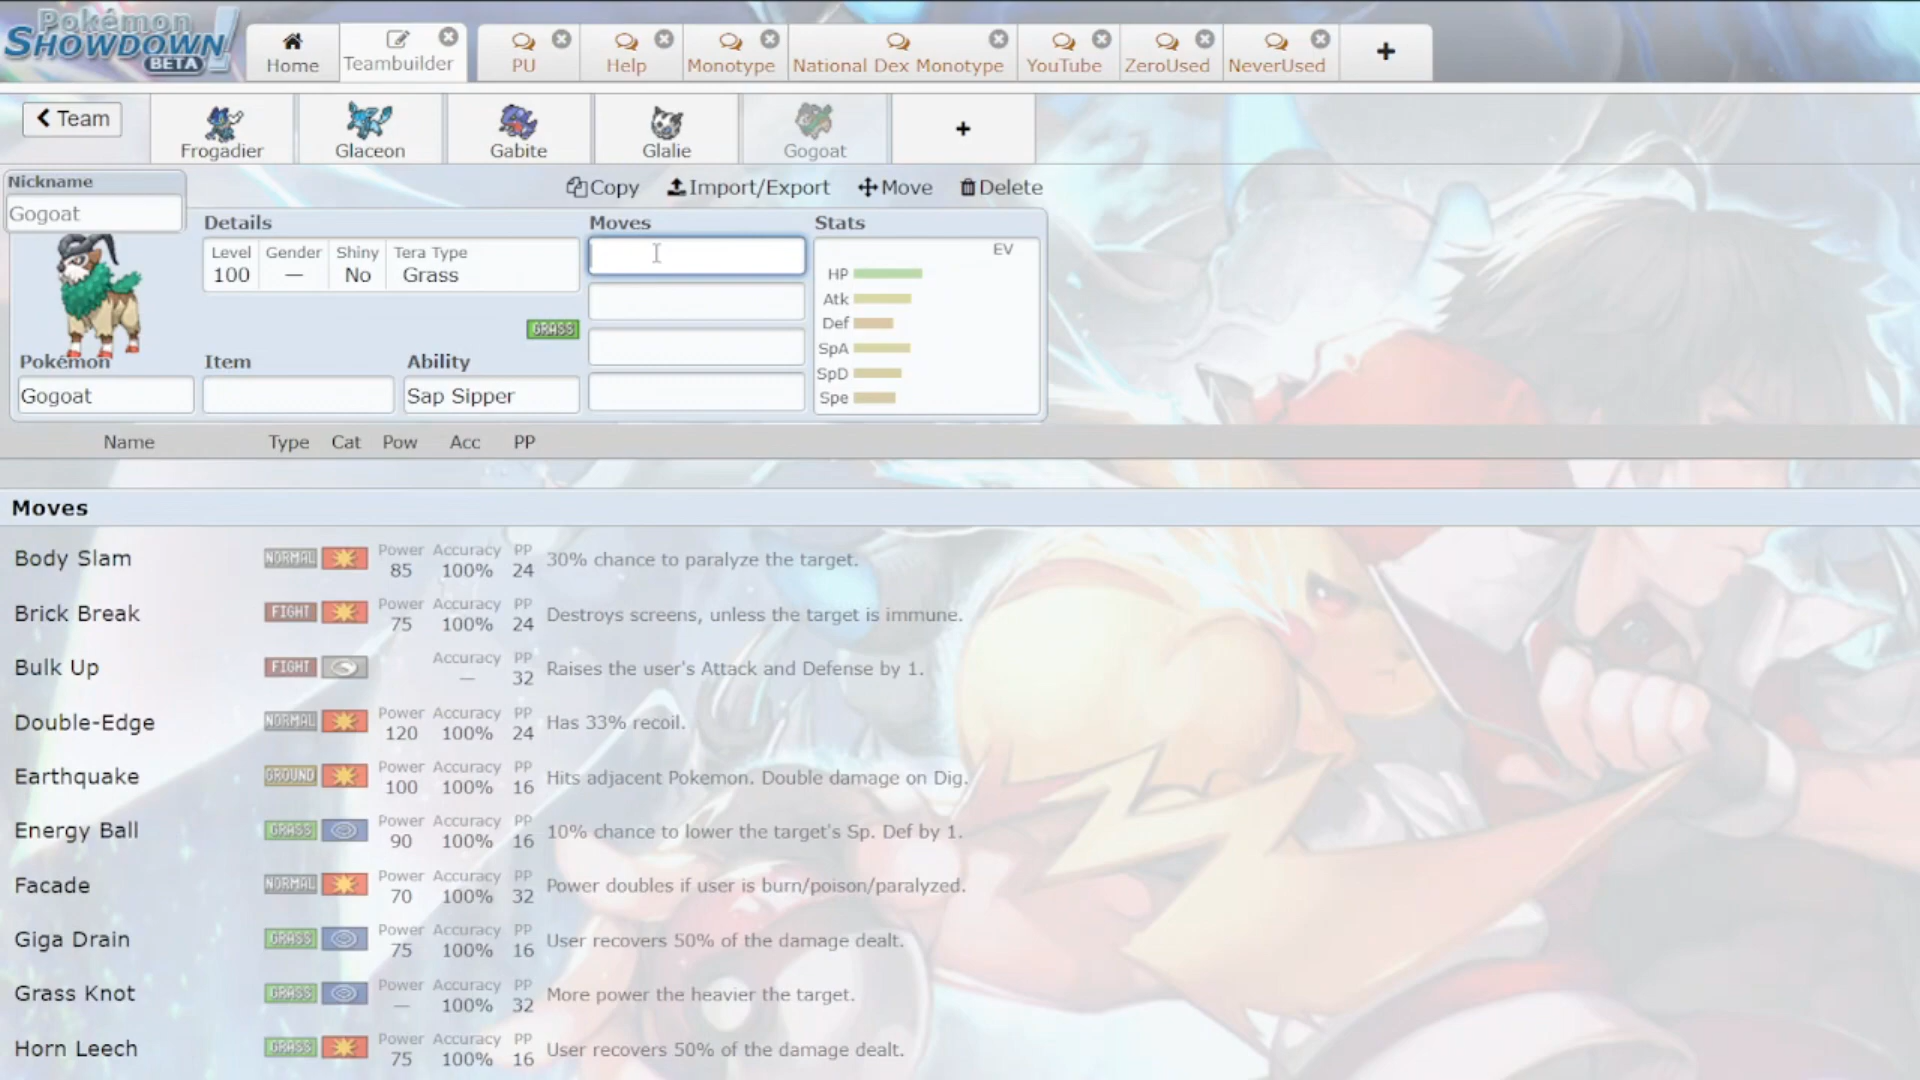 Pokémon
SHOWDOWN!
BETA
Home
Teambuilder
PU
Help
Monotype
National Dex Monotype
YouTube
ZeroUsed
NeverUsed
+
Team
Frogadier
Glaceon
Gabite
Glalie
Gogoat
+
Nickname
Gogoat
Copy
Import/Export
Move
Delete
Details
Level
100
Gender
—
Shiny
No
Tera Type
Grass
GRASS
Pokémon
Gogoat
Item
Ability
Sap Sipper
Moves
Stats
EV
HP
Atk
Def
SpA
SpD
Spe
Name Type Cat Pow Acc PP
Moves
Body Slam NORMAL Power 85 Accuracy 100% PP 24 30% chance to paralyze the target.
Brick Break FIGHT Power 75 Accuracy 100% PP 24 Destroys screens, unless the target is immune.
Bulk Up FIGHT Accuracy — PP 32 Raises the user's Attack and Defense by 1.
Double-Edge NORMAL Power 120 Accuracy 100% PP 24 Has 33% recoil.
Earthquake GROUND Power 100 Accuracy 100% PP 16 Hits adjacent Pokemon. Double damage on Dig.
Energy Ball GRASS Power 90 Accuracy 100% PP 16 10% chance to lower the target's Sp. Def by 1.
Facade NORMAL Power 70 Accuracy 100% PP 32 Power doubles if user is burn/poison/paralyzed.
Giga Drain GRASS Power 75 Accuracy 100% PP 16 User recovers 50% of the damage dealt.
Grass Knot GRASS Power — Accuracy 100% PP 32 More power the heavier the target.
Horn Leech GRASS Power 75 Accuracy 100% PP 16 User recovers 50% of the damage dealt.